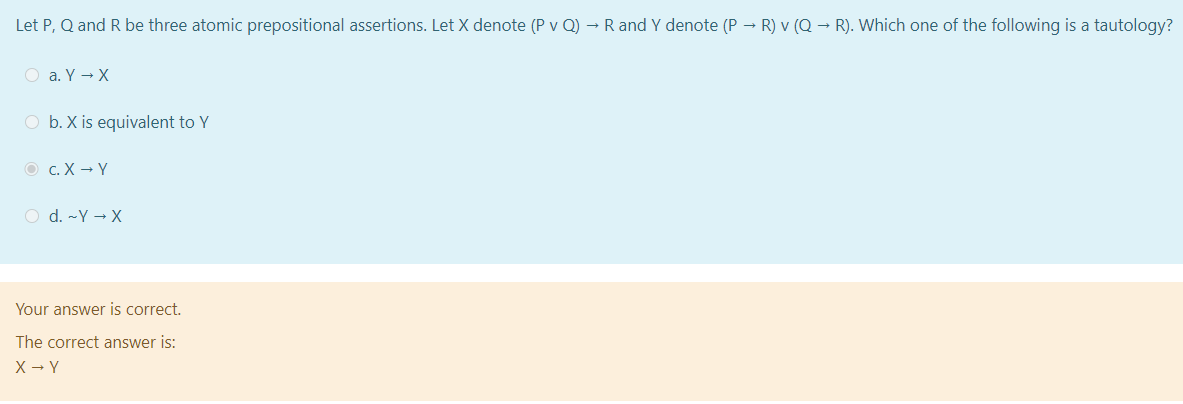 Let P, Q and R be three atomic prepositional assertions. Let X denote (P v Q) → R and Y denote (P → R) v (Q → R). Which one of the following is a tautology?
a. Y → X
b. X is equivalent to Y
c. X → Y
d. ~Y → X
Your answer is correct.
The correct answer is:
X → Y